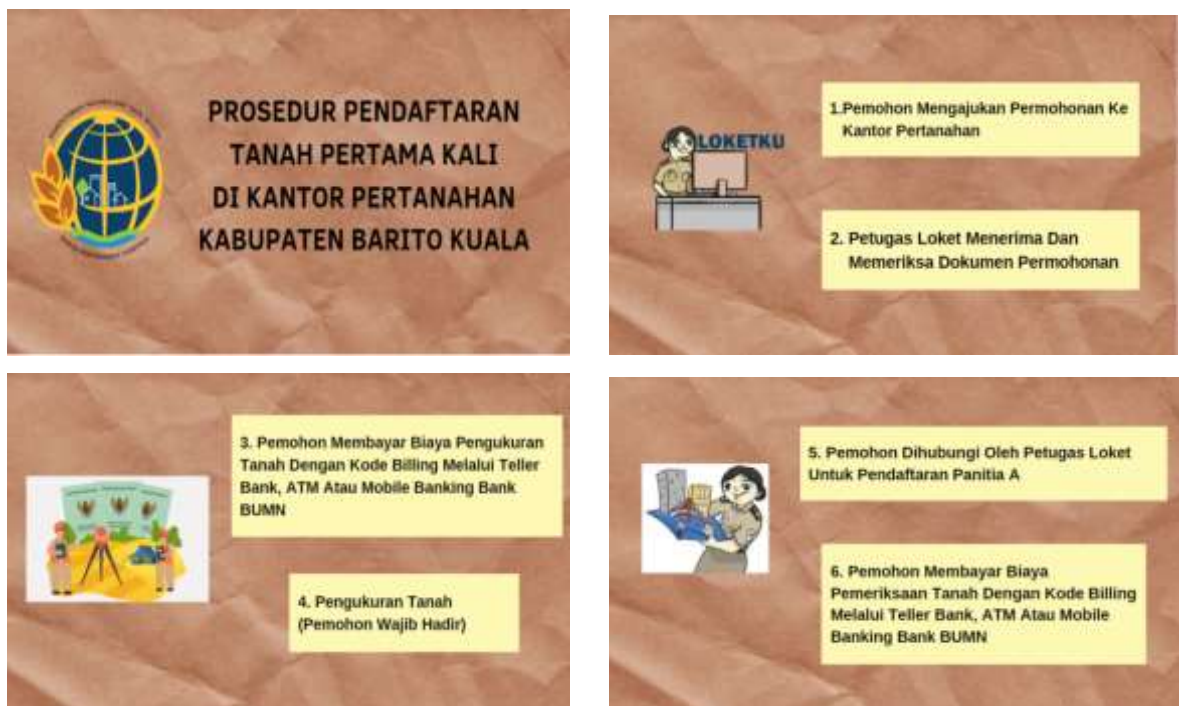 PROSEDUR PENDAFTARAN
TANAH PERTAMA KALI
DI KANTOR PERTANAHAN
KABUPATEN BARITO KUALA
LOKETKU
1.Pemohon Mengajukan Permohonan Ke
Kantor Pertanahan
2. Petugas Loket Menerima Dan
Memeriksa Dokumen Permohonan
3. Pemohon Membayar Biaya Pengukuran
Tanah Dengan Kode Billing Melalui Teller
Bank, ATM Atau Mobile Banking Bank
BUMN
4. Pengukuran Tanah
(Pemohon Wajib Hadir)
5. Pemohon Dihubungi Oleh Petugas Loket
Untuk Pendaftaran Panitia A
6. Pemohon Membayar Biaya
Pemeriksaan Tanah Dengan Kode Billing
Melalui Teller Bank, ATM Atau Mobile
Banking Bank BUMN